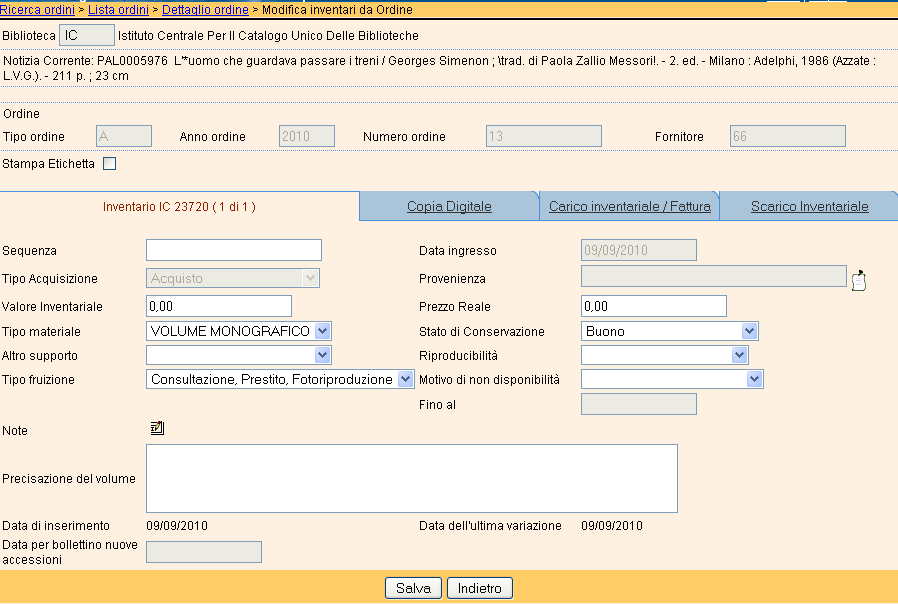 Ricerca ordini > Lista ordini > Dettaglio ordine > Modifica inventari da Ordine
Biblioteca IC Istituto Centrale Per Il Catalogo Unico Delle Biblioteche
Notizia Corrente: PAL0005976 L'*uomo che guardava passare i treni / Georges Simenon ; \trad. di Paola Zallio Messori!. - 2. ed. - Milano : Adelphi, 1986 (Azzate :
L.V.G.). - 211 p. ; 23 cm
Ordine
Tipo ordine A Anno ordine 2010 Numero ordine 13 Fornitore 66
Stampa Etichetta
Inventario IC 23720 ( 1 di 1 ) Copia Digitale Carico inventariale / Fattura Scarico Inventariale
Sequenza Data ingresso 09/09/2010
Tipo Acquisizione Acquisto Provenienza
Valore Inventariale 0,00 Prezzo Reale 0,00
Tipo materiale VOLUME MONOGRAFICO Stato di Conservazione Buono
Altro supporto Riproducibilità
Tipo fruizione Consultazione, Prestito, Fotoriproduzione Motivo di non disponibilità
Fino al
Note
Precisazione del volume
Data di inserimento 09/09/2010 Data dell'ultima variazione 09/09/2010
Data per bollettino nuove
accessioni
Salva Indietro